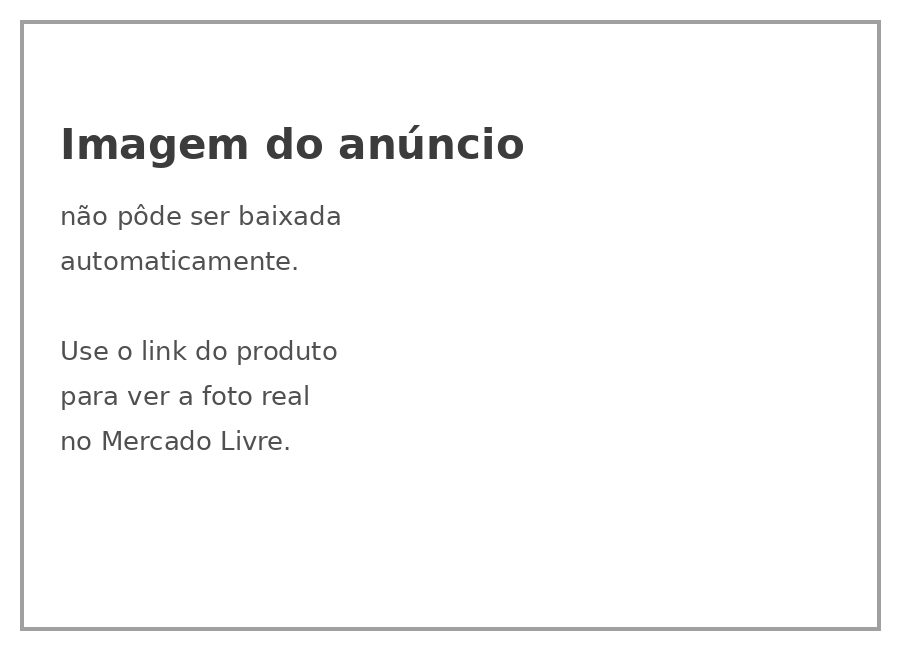 Imagem do anúncio
não pôde ser baixada
automaticamente.
Use o link do produto
para ver a foto real
no Mercado Livre.